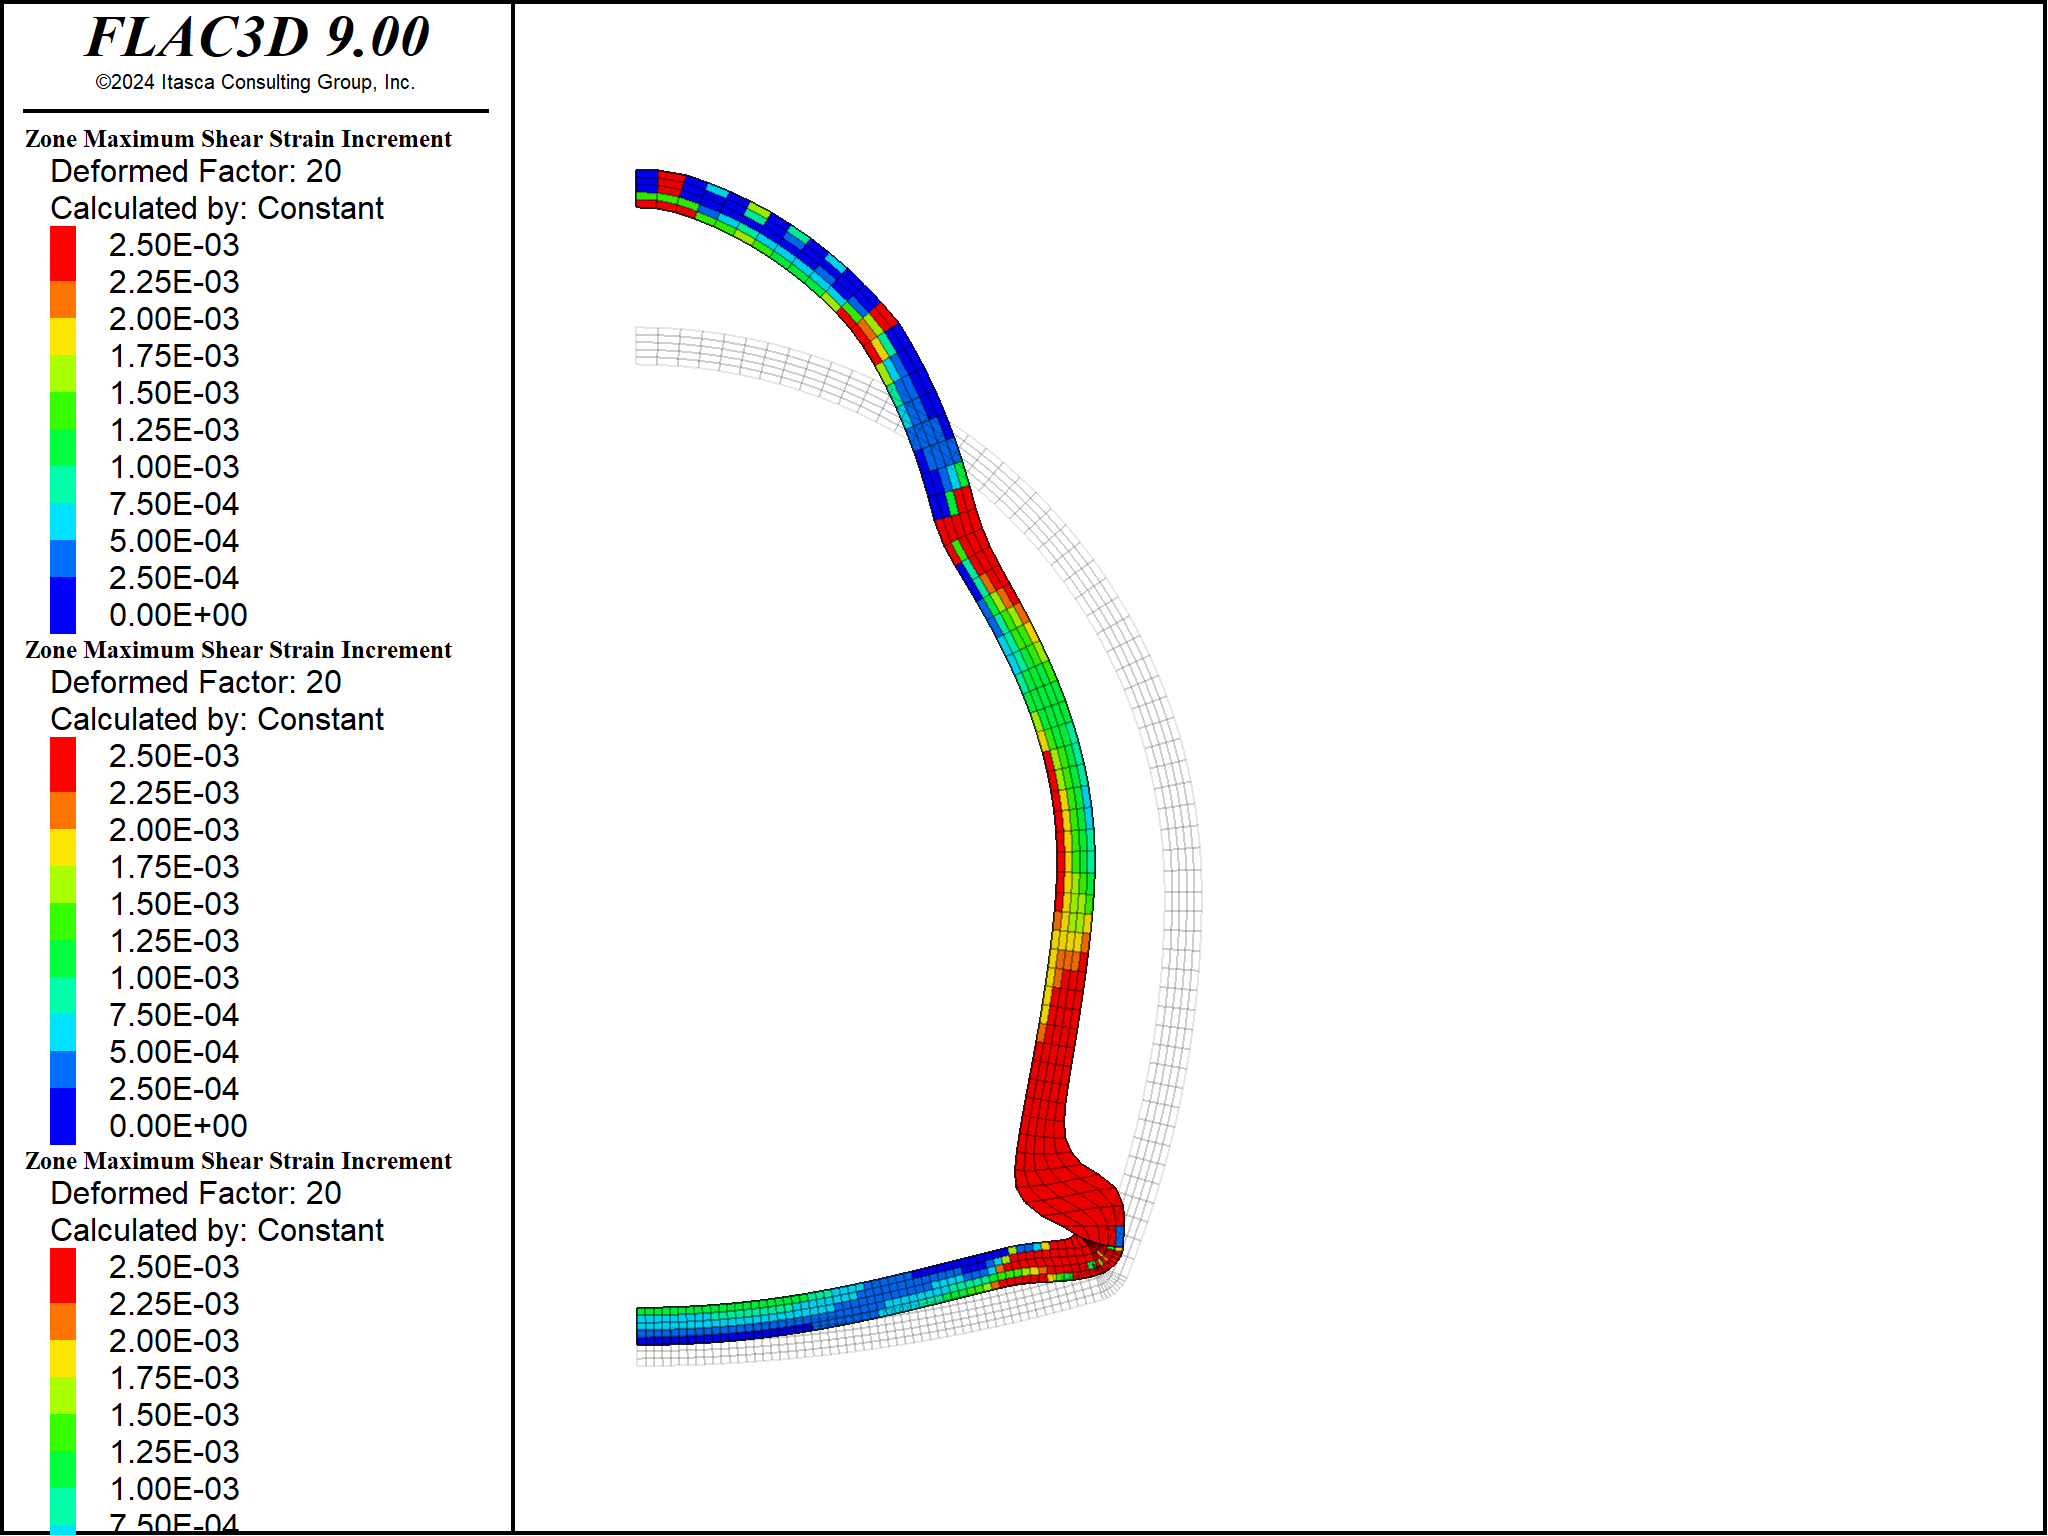 FLAC3D 9.00
©2024 Itasca Consulting Group, Inc.
Zone Maximum Shear Strain Increment
Deformed Factor: 20
Calculated by: Constant
2.50E-03
2.25E-03
2.00E-03
1.75E-03
1.50E-03
1.25E-03
1.00E-03
7.50E-04
5.00E-04
2.50E-04
0.00E+00
Zone Maximum Shear Strain Increment
Deformed Factor: 20
Calculated by: Constant
2.50E-03
2.25E-03
2.00E-03
1.75E-03
1.50E-03
1.25E-03
1.00E-03
7.50E-04
5.00E-04
2.50E-04
0.00E+00
Zone Maximum Shear Strain Increment
Deformed Factor: 20
Calculated by: Constant
2.50E-03
2.25E-03
2.00E-03
1.75E-03
1.50E-03
1.25E-03
1.00E-03
7.50E-04